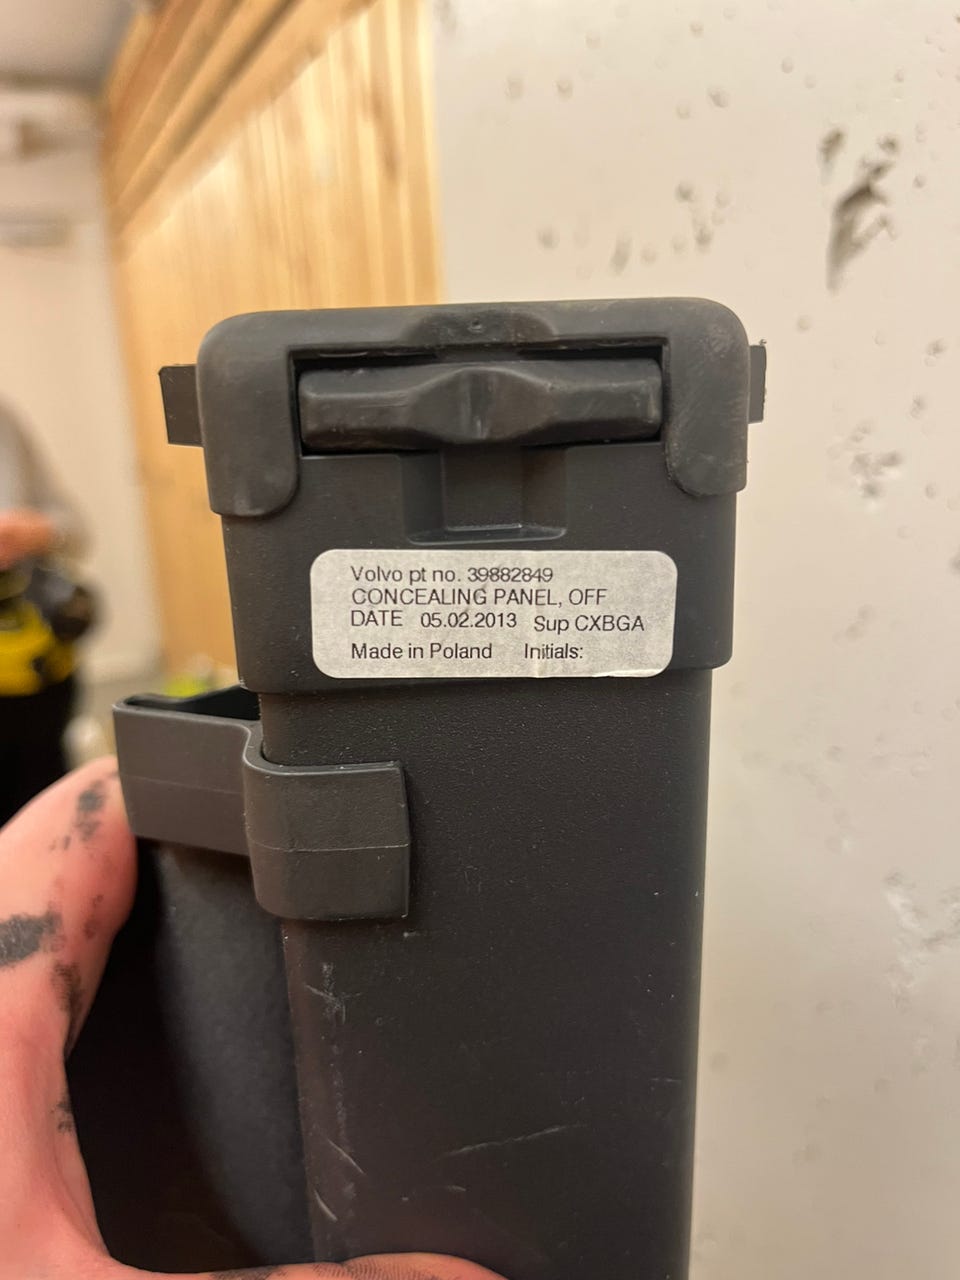 Volvo pt no. 39882849
CONCEALING PANEL, OFF
DATE 05.02.2013 Sup CXBGA
Made in Poland Initials: